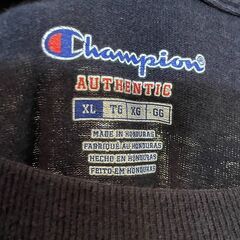 Champion
AUTHENTIC
XL TG XG GG
MADE IN HONDURAS
FABRIQUÉ AU HONDURAS
HECHO EN HONDURAS
FEITO EM HONDURAS